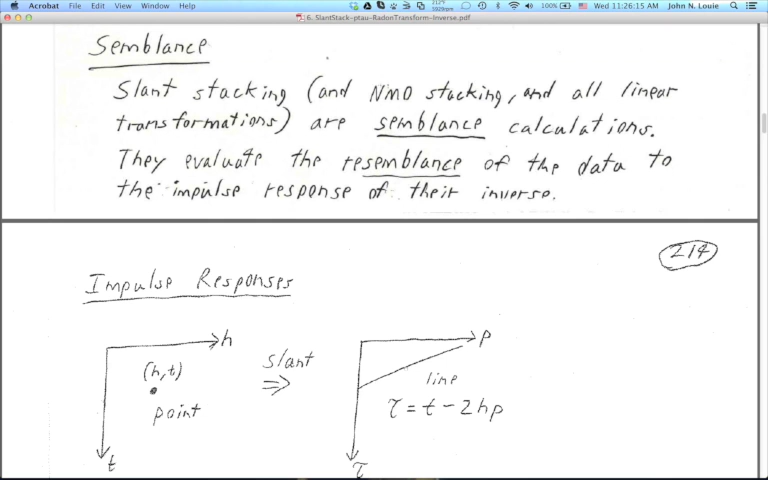 Acrobat File Edit View Window Help
100% Wed 11:26:15 AM John N. Louie
6. SlantStack-ptau-RadonTransform-Inverse.pdf
Semblance
Slant stacking (and NMO stacking, and all linear
transformations) are semblance calculations.
They evaluate the resemblance of the data to
the impulse response of their inverse.
214
Impulse Responses
h
(h,t)
point
t
slant
⇒
p
line
τ = t - 2hp
τ